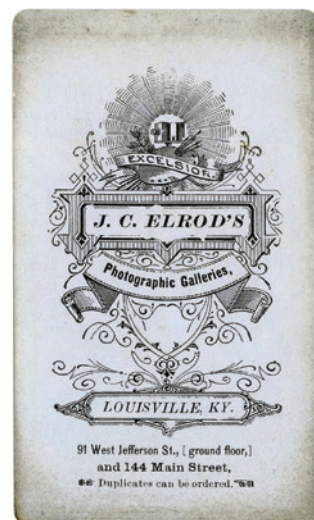 EXCELSIOR.
J. C. ELROD'S
Photographic Galleries,
LOUISVILLE, KY.
91 West Jefferson St., [ ground floor,]
and 144 Main Street,
Duplicates can be ordered.